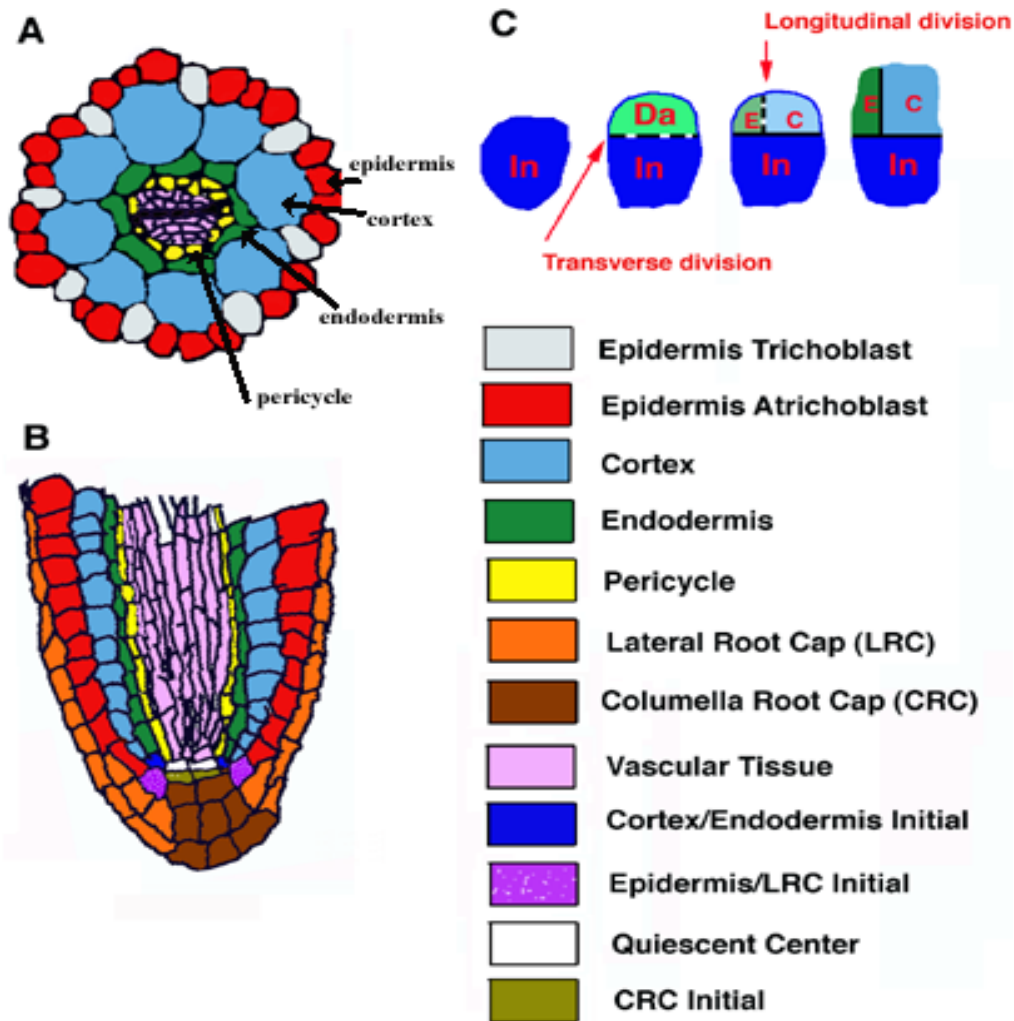 A
epidermis
cortex
endodermis
pericycle
B
C
Longitudinal division
In
Da
In
E
C
In
E
C
In
Transverse division
Epidermis Trichoblast
Epidermis Atrichoblast
Cortex
Endodermis
Pericycle
Lateral Root Cap (LRC)
Columella Root Cap (CRC)
Vascular Tissue
Cortex/Endodermis Initial
Epidermis/LRC Initial
Quiescent Center
CRC Initial